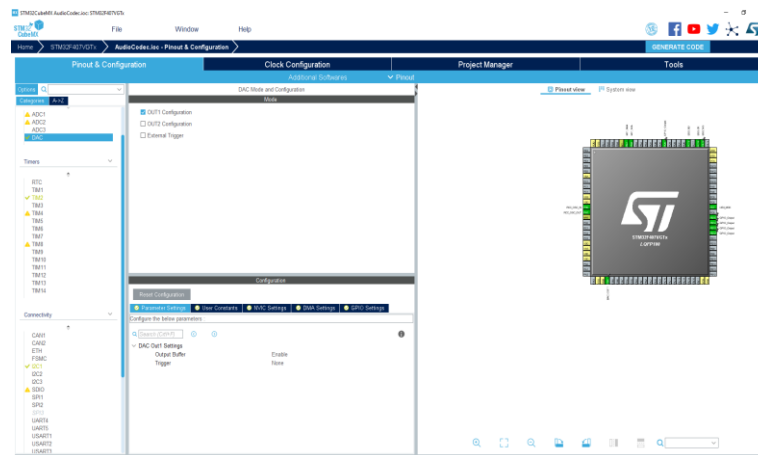 STM32CubeMX AudioCodec.ioc: STM32F407VGTx
STM32
CubeMX
File Window Help
Home STM32F407VGTx AudioCodec.ioc - Pinout & Configuration GENERATE CODE
Pinout & Configuration Clock Configuration Project Manager Tools
Additional Softwares Pinout
Options
Categories A->Z
ADC1
ADC2
ADC3
DAC
Timers
RTC
TIM1
TIM2
TIM3
TIM4
TIM5
TIM6
TIM7
TIM8
TIM9
TIM10
TIM11
TIM12
TIM13
TIM14
Connectivity
CAN1
CAN2
ETH
FSMC
I2C1
I2C2
I2C3
SDIO
SPI1
SPI2
SPI3
UART4
UART5
USART1
USART2
USART3
DAC Mode and Configuration
Mode
OUT1 Configuration
OUT2 Configuration
External Trigger
Configuration
Reset Configuration
Parameter Settings User Constants NVIC Settings DMA Settings GPIO Settings
Configure the below parameters:
Search (Ctrl+F)
DAC Out1 Settings
Output Buffer Enable
Trigger None
Pinout view System view
STM32F407VGTx
LQFP100